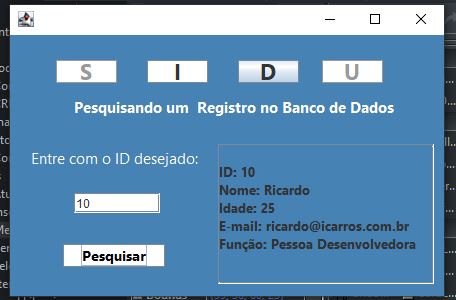 S I D U
Pesquisando um Registro no Banco de Dados
Entre com o ID desejado:
10
Pesquisar
ID: 10
Nome: Ricardo
Idade: 25
E-mail: ricardo@icarros.com.br
Função: Pessoa Desenvolvedora